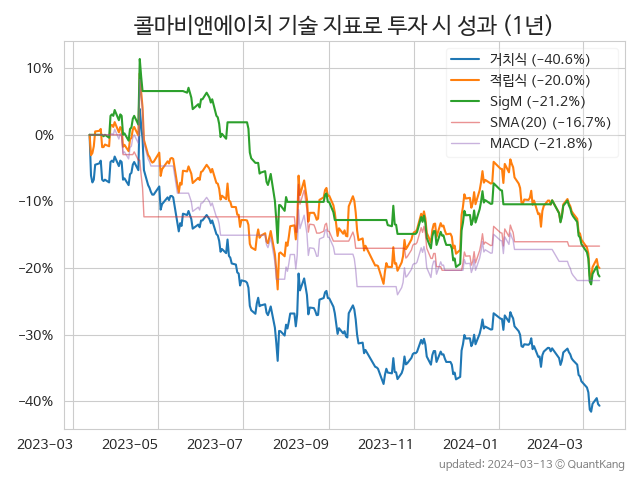 콜마비앤에이치 기술 지표로 투자 시 성과 (1년)
거치식 (−40.6%)
적립식 (−20.0%)
SigM (−21.2%)
SMA(20) (−16.7%)
MACD (−21.8%)
10%
0%
−10%
−20%
−30%
−40%
2023-03 2023-05 2023-07 2023-09 2023-11 2024-01 2024-03
updated: 2024-03-13 ⓒ QuantKang